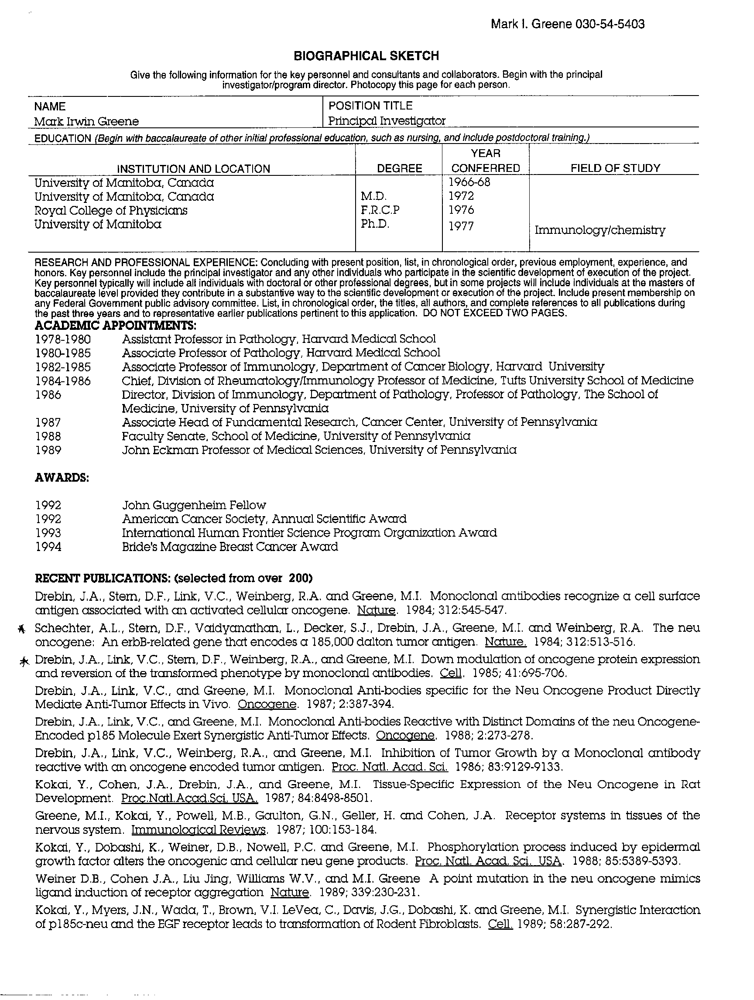 Mark I. Greene 030-54-5403
BIOGRAPHICAL SKETCH
Give the following information for the key personnel and consultants and collaborators. Begin with the principal
investigator/program director. Photocopy this page for each person.
NAME
POSITION TITLE
Mark Irwin Greene
Principal Investigator
EDUCATION (Begin with baccalaureate of other initial professional education, such as nursing, and include postdoctoral training.)
INSTITUTION AND LOCATION
DEGREE
YEAR
CONFERRED
FIELD OF STUDY
University of Manitoba, Canada 1966-68
University of Manitoba, Canada M.D. 1972
Royal College of Physicians F.R.C.P 1976
University of Manitoba Ph.D. 1977 Immunology/chemistry
RESEARCH AND PROFESSIONAL EXPERIENCE: Concluding with present position, list, in chronological order, previous employment, experience, and
honors. Key personnel include the principal investigator and any other individuals who participate in the scientific development of execution of the project.
Key personnel typically will include all individuals with doctoral or other professional degrees, but in some projects will include individuals at the masters of
baccalaureate level provided they contribute in a substantive way to the scientific development or execution of the project. Include present membership on
any Federal Government public advisory committee. List, in chronological order, the titles, all authors, and complete references to all publications during
the past three years and to representative earlier publications pertinent to this application. DO NOT EXCEED TWO PAGES.
ACADEMIC APPOINTMENTS:
1978-1980 Assistant Professor in Pathology, Harvard Medical School
1980-1985 Associate Professor of Pathology, Harvard Medical School
1982-1985 Associate Professor of Immunology, Department of Cancer Biology, Harvard University
1984-1986 Chief, Division of Rheumatology/Immunology Professor of Medicine, Tufts University School of Medicine
1986 Director, Division of Immunology, Department of Pathology, Professor of Pathology, The School of
Medicine, University of Pennsylvania
1987 Associate Head of Fundamental Research, Cancer Center, University of Pennsylvania
1988 Faculty Senate, School of Medicine, University of Pennsylvania
1989 John Eckman Professor of Medical Sciences, University of Pennsylvania
AWARDS:
1992 John Guggenheim Fellow
1992 American Cancer Society, Annual Scientific Award
1993 International Human Frontier Science Program Organization Award
1994 Bride's Magazine Breast Cancer Award
RECENT PUBLICATIONS: (selected from over 200)
Drebin, J.A., Stern, D.F., Link, V.C., Weinberg, R.A. and Greene, M.I. Monoclonal antibodies recognize a cell surface
antigen associated with an activated cellular oncogene. Nature. 1984; 312:545-547.
Schechter, A.L., Stern, D.F., Vaidyanathan, L., Decker, S.J., Drebin, J.A., Greene, M.I. and Weinberg, R.A. The neu
oncogene: An erbB-related gene that encodes a 185,000 dalton tumor antigen. Nature. 1984; 312:513-516.
Drebin, J.A., Link, V.C., Stern, D.F., Weinberg, R.A., and Greene, M.I. Down modulation of oncogene protein expression
and reversion of the transformed phenotype by monoclonal antibodies. Cell. 1985; 41:695-706.
Drebin, J.A., Link, V.C., and Greene, M.I. Monoclonal Anti-bodies specific for the Neu Oncogene Product Directly
Mediate Anti-Tumor Effects in Vivo. Oncogene. 1987; 2:387-394.
Drebin, J.A., Link, V.C., and Greene, M.I. Monoclonal Anti-bodies Reactive with Distinct Domains of the neu Oncogene-
Encoded p185 Molecule Exert Synergistic Anti-Tumor Effects. Oncogene. 1988; 2:273-278.
Drebin, J.A., Link, V.C., Weinberg, R.A., and Greene, M.I. Inhibition of Tumor Growth by a Monoclonal antibody
reactive with an oncogene encoded tumor antigen. Proc. Natl. Acad. Sci. 1986; 83:9129-9133.
Kokai, Y., Cohen, J.A., Drebin, J.A., and Greene, M.I. Tissue-Specific Expression of the Neu Oncogene in Rat
Development. Proc.Natl.Acad.Sci. USA. 1987; 84:8498-8501.
Greene, M.I., Kokai, Y., Powell, M.B., Gaulton, G.N., Geller, H. and Cohen, J.A. Receptor systems in tissues of the
nervous system. Immunological Reviews. 1987; 100:153-184.
Kokai, Y., Dobashi, K., Weiner, D.B., Nowell, P.C. and Greene, M.I. Phosphorylation process induced by epidermal
growth factor alters the oncogenic and cellular neu gene products. Proc. Natl. Acad. Sci. USA. 1988; 85:5389-5393.
Weiner D.B., Cohen J.A., Liu Jing, Williams W.V., and M.I. Greene A point mutation in the neu oncogene mimics
ligand induction of receptor aggregation Nature. 1989; 339:230-231.
Kokai, Y., Myers, J.N., Wada, T., Brown, V.I. LeVea, C., Davis, J.G., Dobashi, K. and Greene, M.I. Synergistic Interaction
of p185c-neu and the EGF receptor leads to transformation of Rodent Fibroblasts. Cell. 1989; 58:287-292.